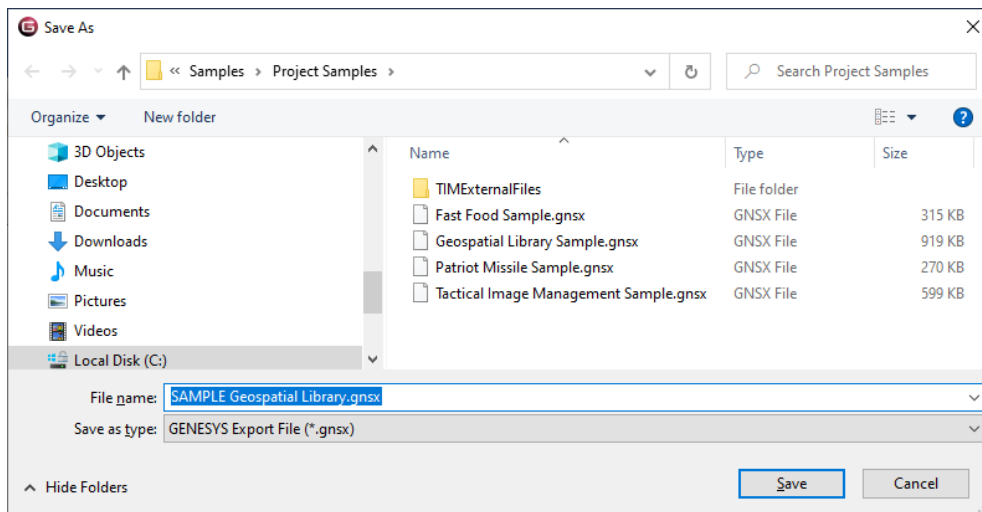 Save As
« Samples > Project Samples >
Search Project Samples
Organize
New folder
3D Objects
Desktop
Documents
Downloads
Music
Pictures
Videos
Local Disk (C:)
Name Type Size
TIMExternalFiles File folder
Fast Food Sample.gnsx GNSX File 315 KB
Geospatial Library Sample.gnsx GNSX File 919 KB
Patriot Missile Sample.gnsx GNSX File 270 KB
Tactical Image Management Sample.gnsx GNSX File 599 KB
File name: SAMPLE Geospatial Library.gnsx
Save as type: GENESYS Export File (*.gnsx)
Hide Folders
Save
Cancel